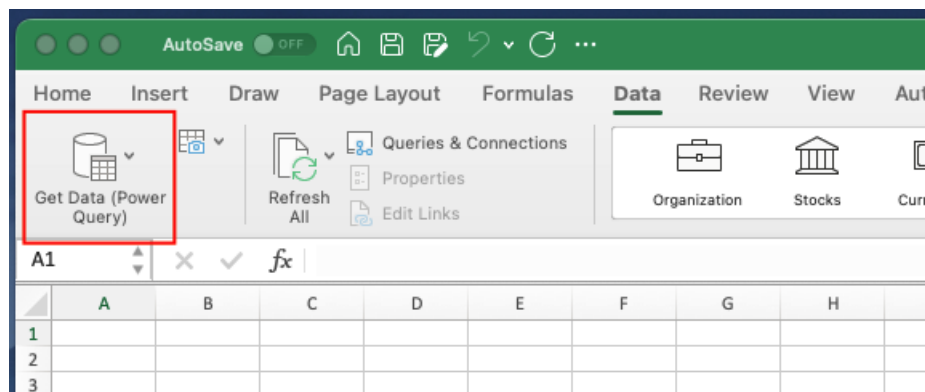 AutoSave OFF
Home Insert Draw Page Layout Formulas Data Review View
Get Data (Power
Query)
Refresh
All
Queries & Connections
Properties
Edit Links
Organization
Stocks
A1
fx
A B C D E F G H
1
2
3